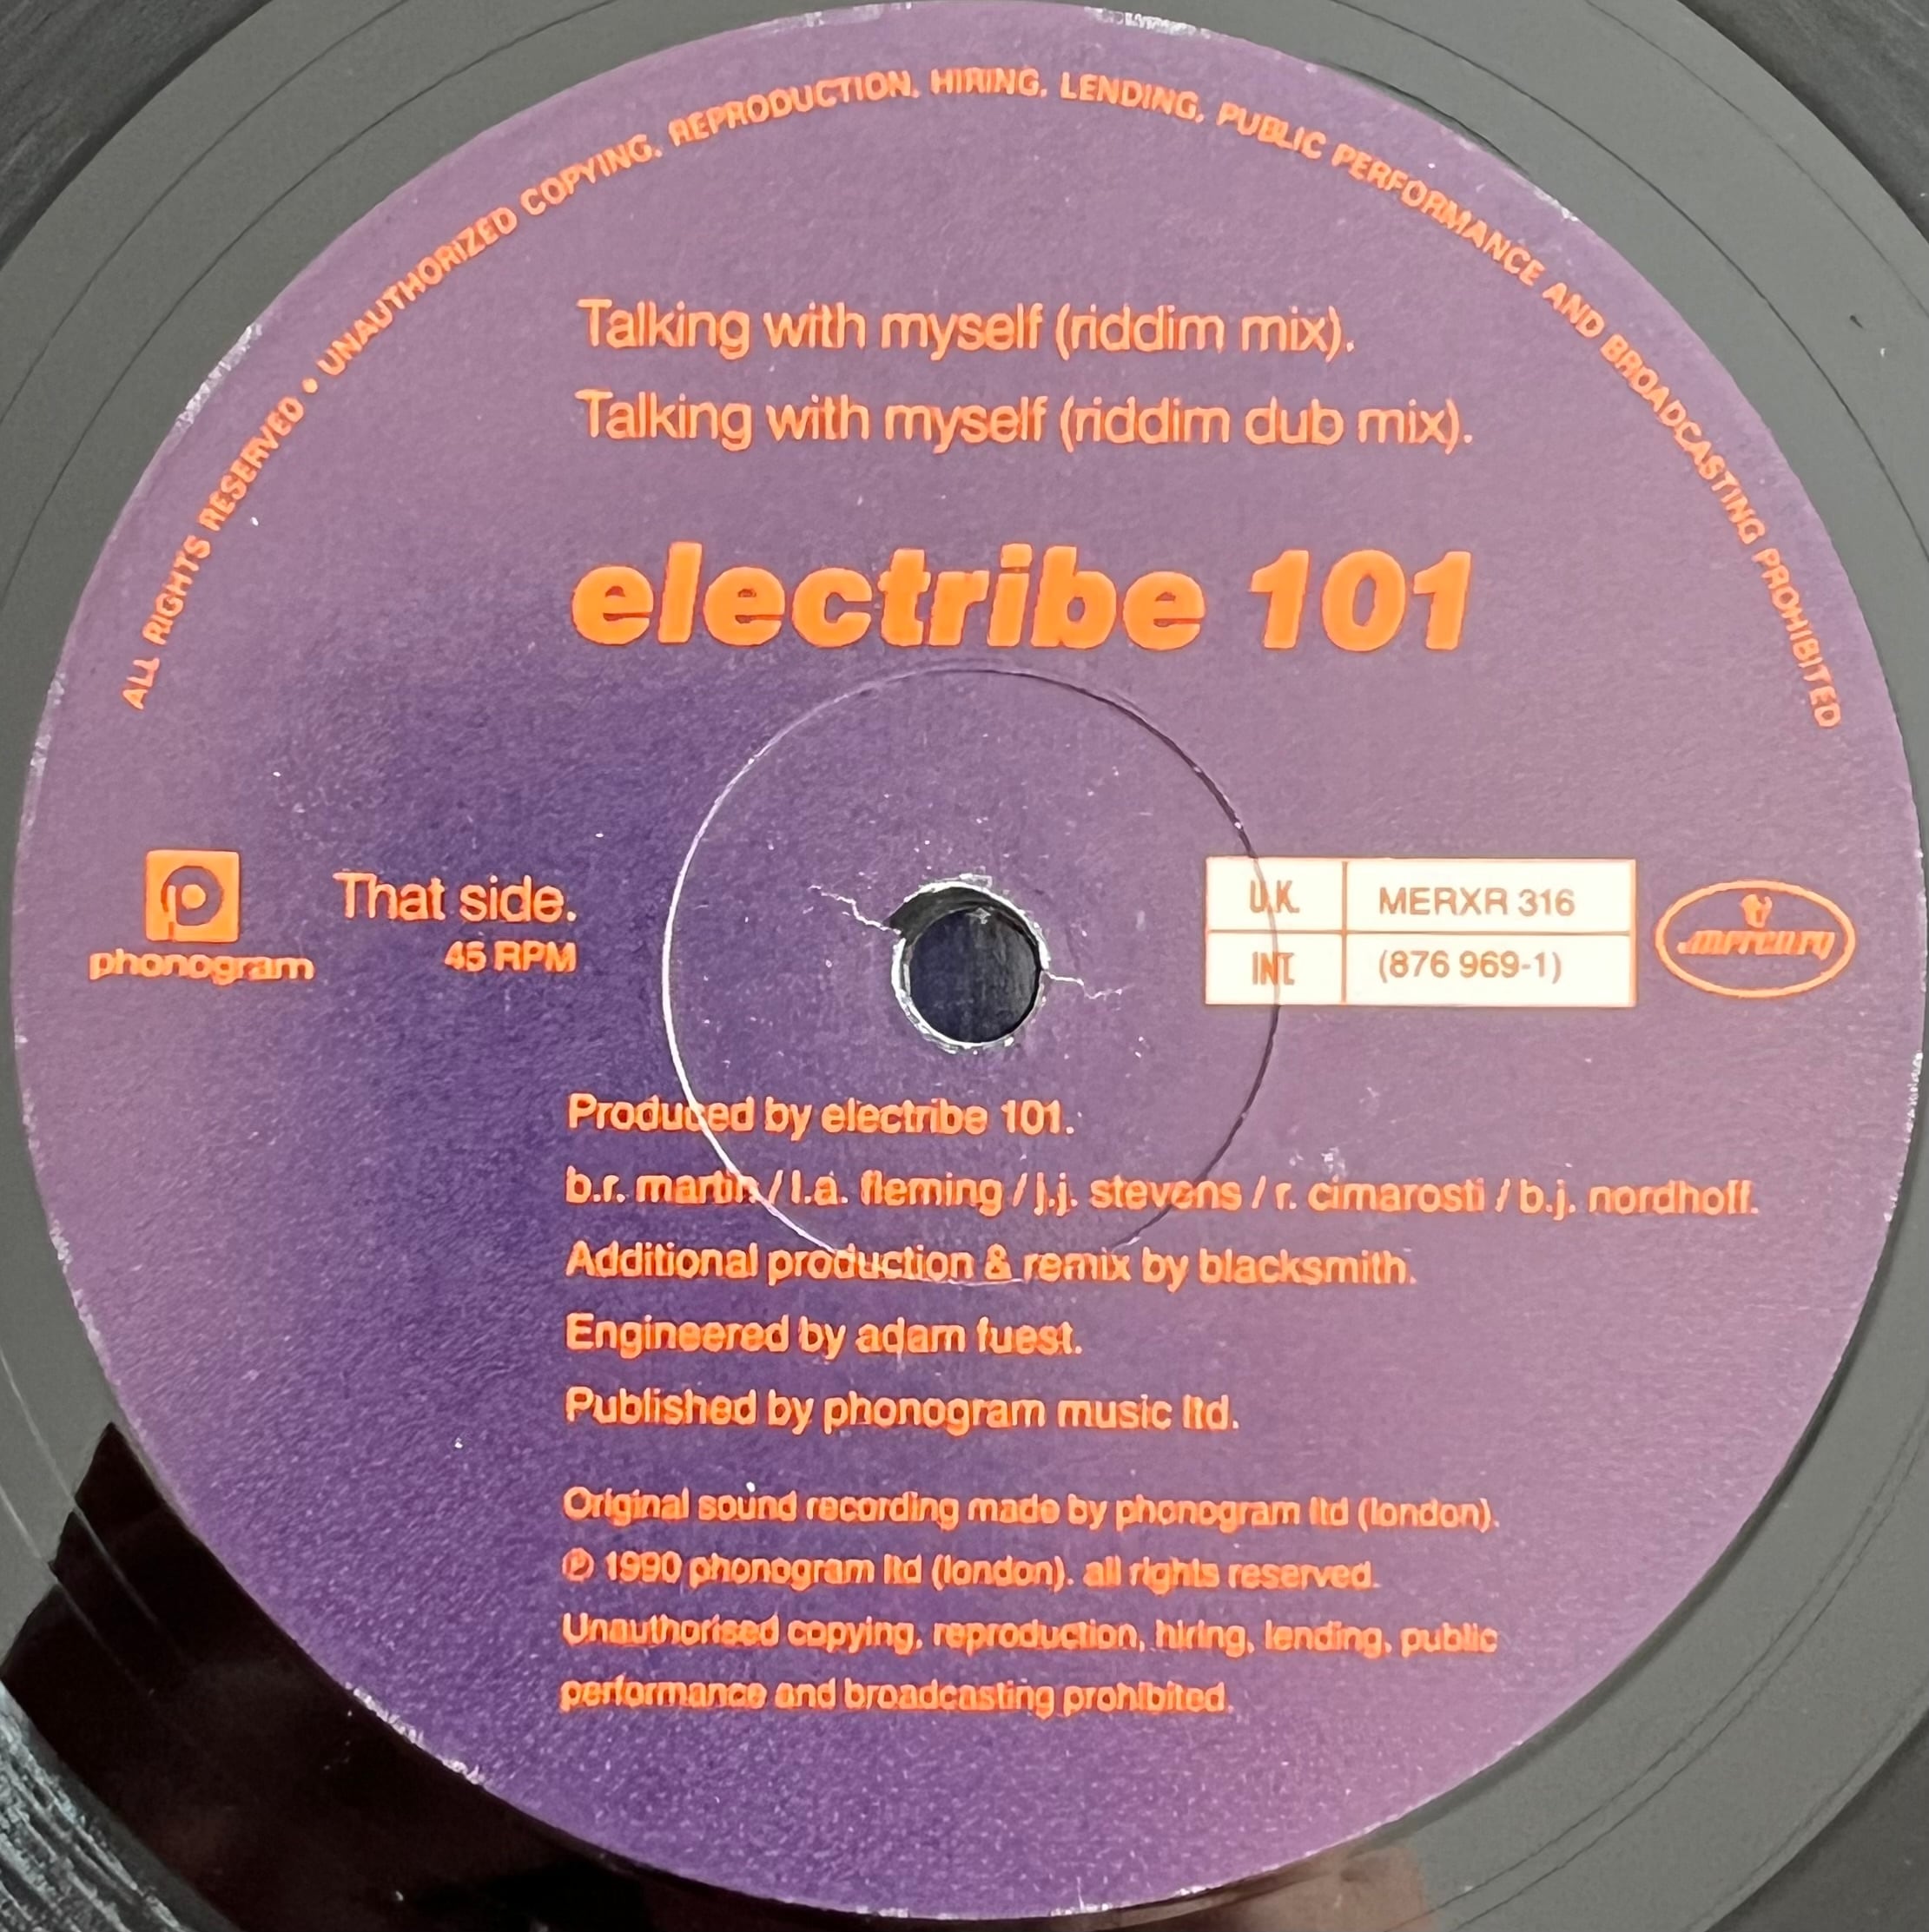 ALL RIGHTS RESERVED • UNAUTHORIZED COPYING, REPRODUCTION, HIRING, LENDING, PUBLIC PERFORMANCE AND BROADCASTING PROHIBITED
Talking with myself (riddim mix).
Talking with myself (riddim dub mix).
electribe 101
phonogram
That side.
45 RPM
U.K. MERXR 316
INT. (876 969-1)
mercury
Produced by electribe 101.
b.r. martin / l.a. fleming / j.j. stevens / r. cimarosti / b.j. nordhoff.
Additional production & remix by blacksmith.
Engineered by adam fuest.
Published by phonogram music ltd.
Original sound recording made by phonogram ltd (london).
℗ 1990 phonogram ltd (london). all rights reserved.
Unauthorised copying, reproduction, hiring, lending, public
performance and broadcasting prohibited.